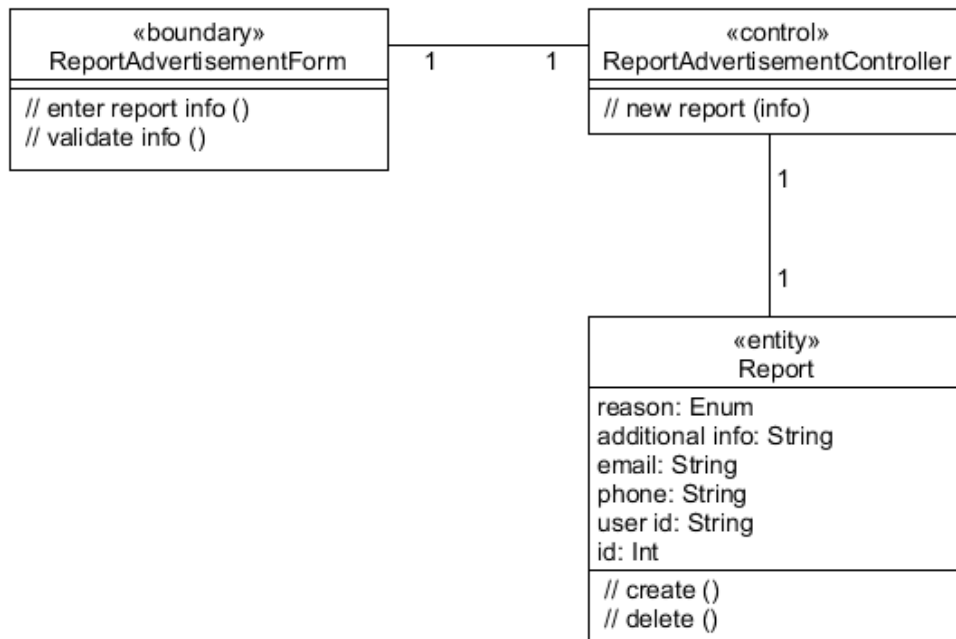 «boundary»
ReportAdvertisementForm
// enter report info ()
// validate info ()
1
1
«control»
ReportAdvertisementController
// new report (info)
1
1
«entity»
Report
reason: Enum
additional info: String
email: String
phone: String
user id: String
id: Int
// create ()
// delete ()